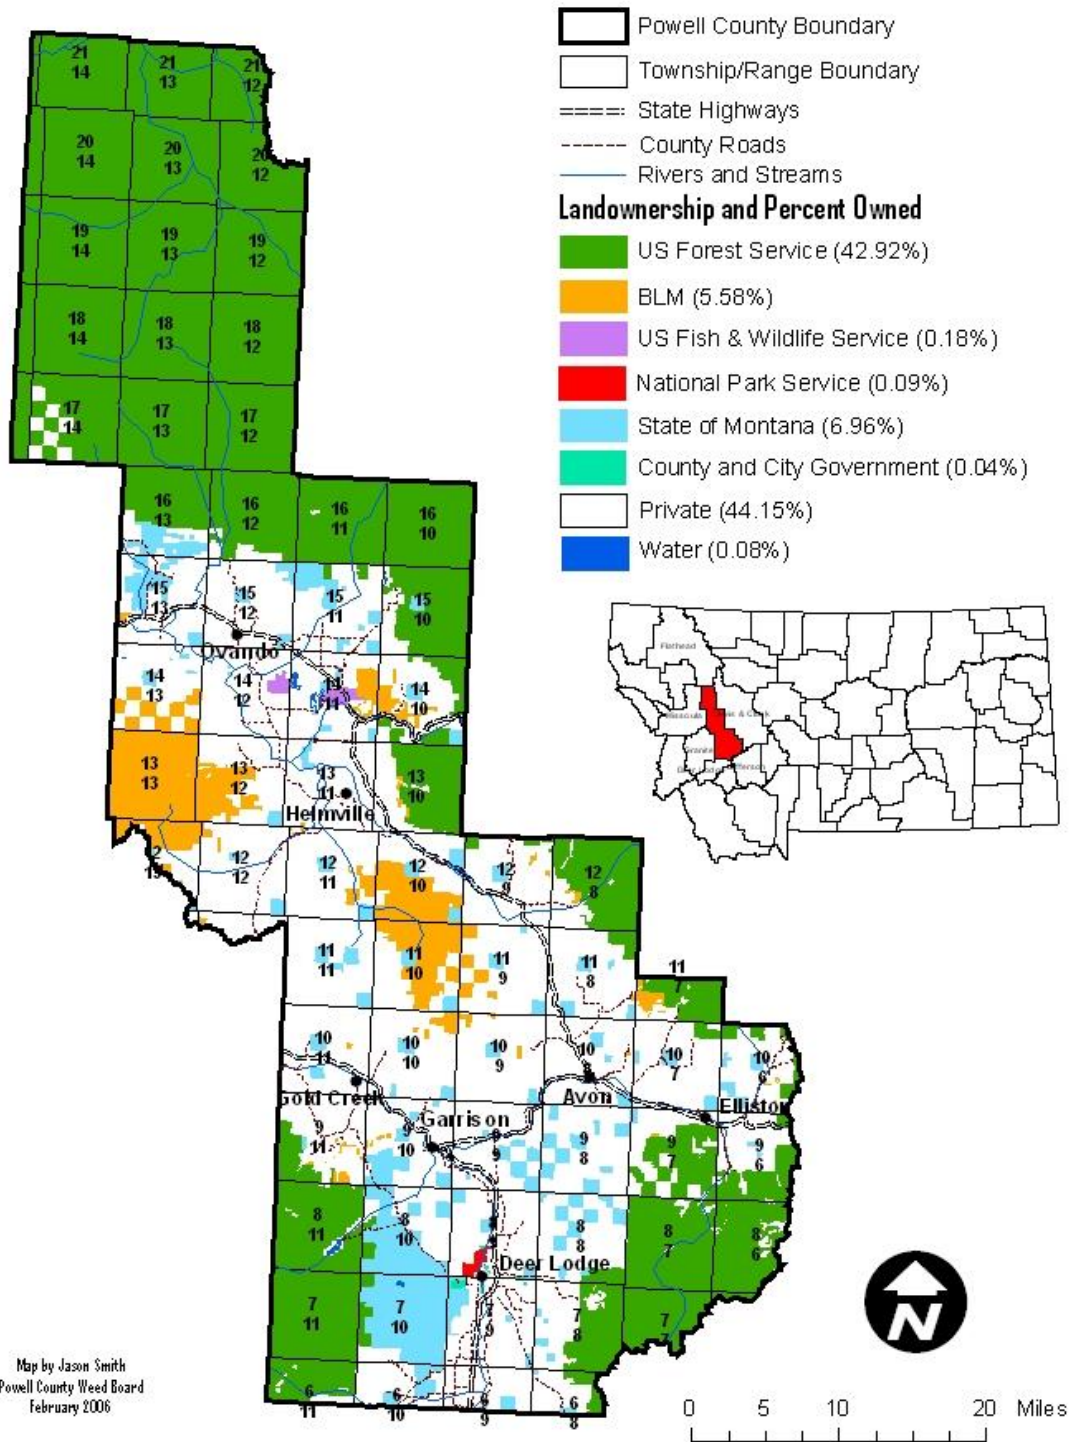 Powell County Boundary
Township/Range Boundary
State Highways
County Roads
Rivers and Streams
Landownership and Percent Owned
US Forest Service (42.92%)
BLM (5.58%)
US Fish & Wildlife Service (0.18%)
National Park Service (0.09%)
State of Montana (6.96%)
County and City Government (0.04%)
Private (44.15%)
Water (0.08%)
21 21 21
14 13 12
20 20 20
14 13 12
19 19 19
14 13 12
18 18 18
14 13 12
17 17 17
14 13 12
16 16 16 16
13 12 11 10
15 15 15 15
13 12 11 10
Ovando
14 14 14 14
13 12 11 10
13 13 13 13
13 12 11 10
Helmville
12 12 12 12 12
12 11 10 9 8
11 11 11 11 11
11 10 9 8 7
10 10 10 10 10 10
11 10 9 7 6
Gold Creek
Garrison
Avon
Elliston
9 9 9 9 9 9
11 10 9 8 7 6
8 8 8 8 8
11 10 8 7 6
Deer Lodge
7 7 7 7 7
11 10 9 8 7
6 6 6 6
11 10 9 8
Flathead
Missoula
Granite
Jefferson
N
Map by Jason Smith
Powell County Weed Board
February 2006
0 5 10 20 Miles